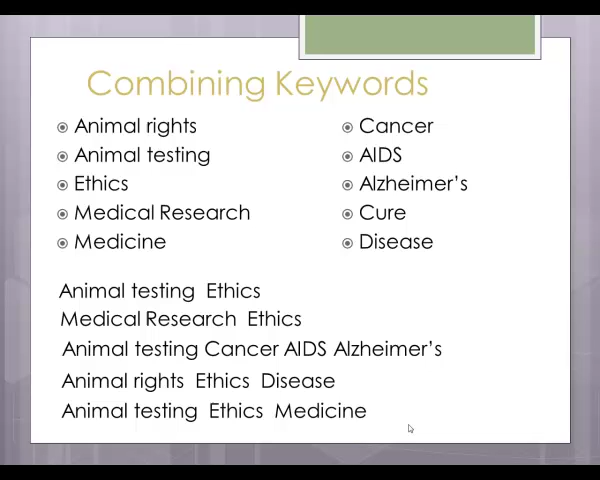 Combining Keywords
Animal rights
Animal testing
Ethics
Medical Research
Medicine
Cancer
AIDS
Alzheimer’s
Cure
Disease
Animal testing Ethics
Medical Research Ethics
Animal testing Cancer AIDS Alzheimer’s
Animal rights Ethics Disease
Animal testing Ethics Medicine